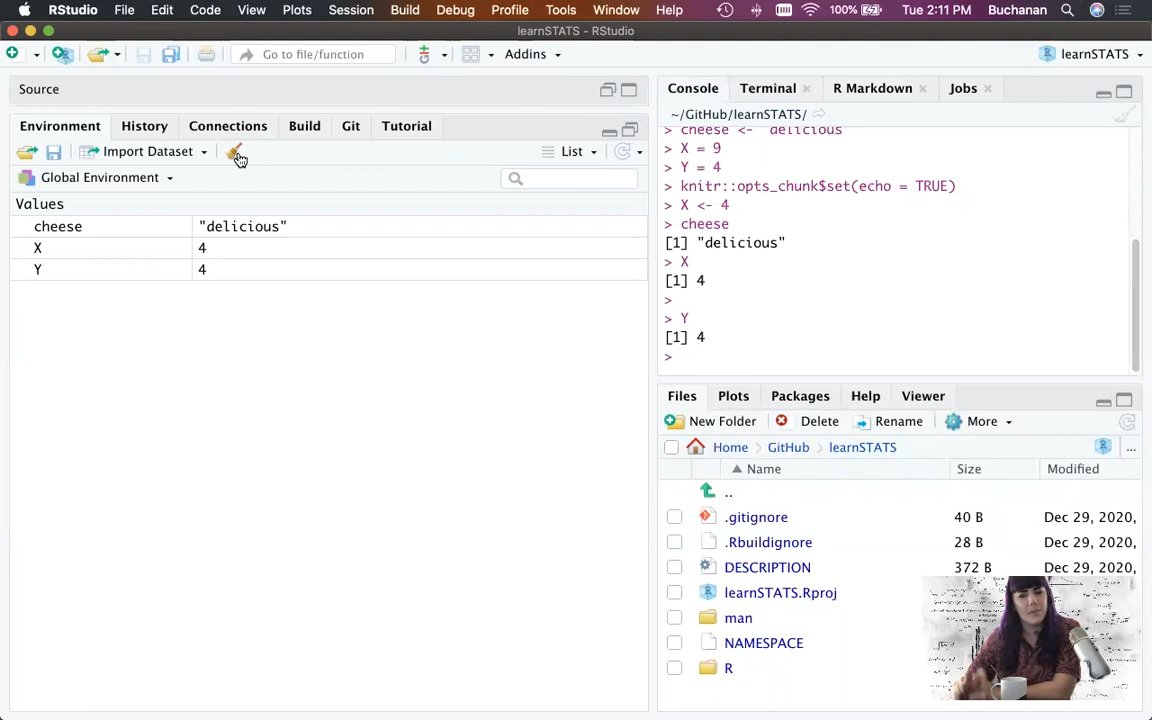 RStudio File Edit Code View Plots Session Build Debug Profile Tools Window Help 100% Tue 2:11 PM Buchanan
learnSTATS - RStudio
Go to file/function Addins learnSTATS
Source
Environment History Connections Build Git Tutorial
Import Dataset List
Global Environment
Values
cheese "delicious"
X 4
Y 4
Console Terminal R Markdown Jobs
~/GitHub/learnSTATS/
> cheese <- "delicious"
> X = 9
> Y = 4
> knitr::opts_chunk$set(echo = TRUE)
> X <- 4
> cheese
[1] "delicious"
> X
[1] 4
>
> Y
[1] 4
>
Files Plots Packages Help Viewer
New Folder Delete Rename More
Home > GitHub > learnSTATS ...
Name Size Modified
..
.gitignore 40 B Dec 29, 2020,
.Rbuildignore 28 B Dec 29, 2020,
DESCRIPTION 372 B Dec 29, 2020,
learnSTATS.Rproj
man
NAMESPACE
R